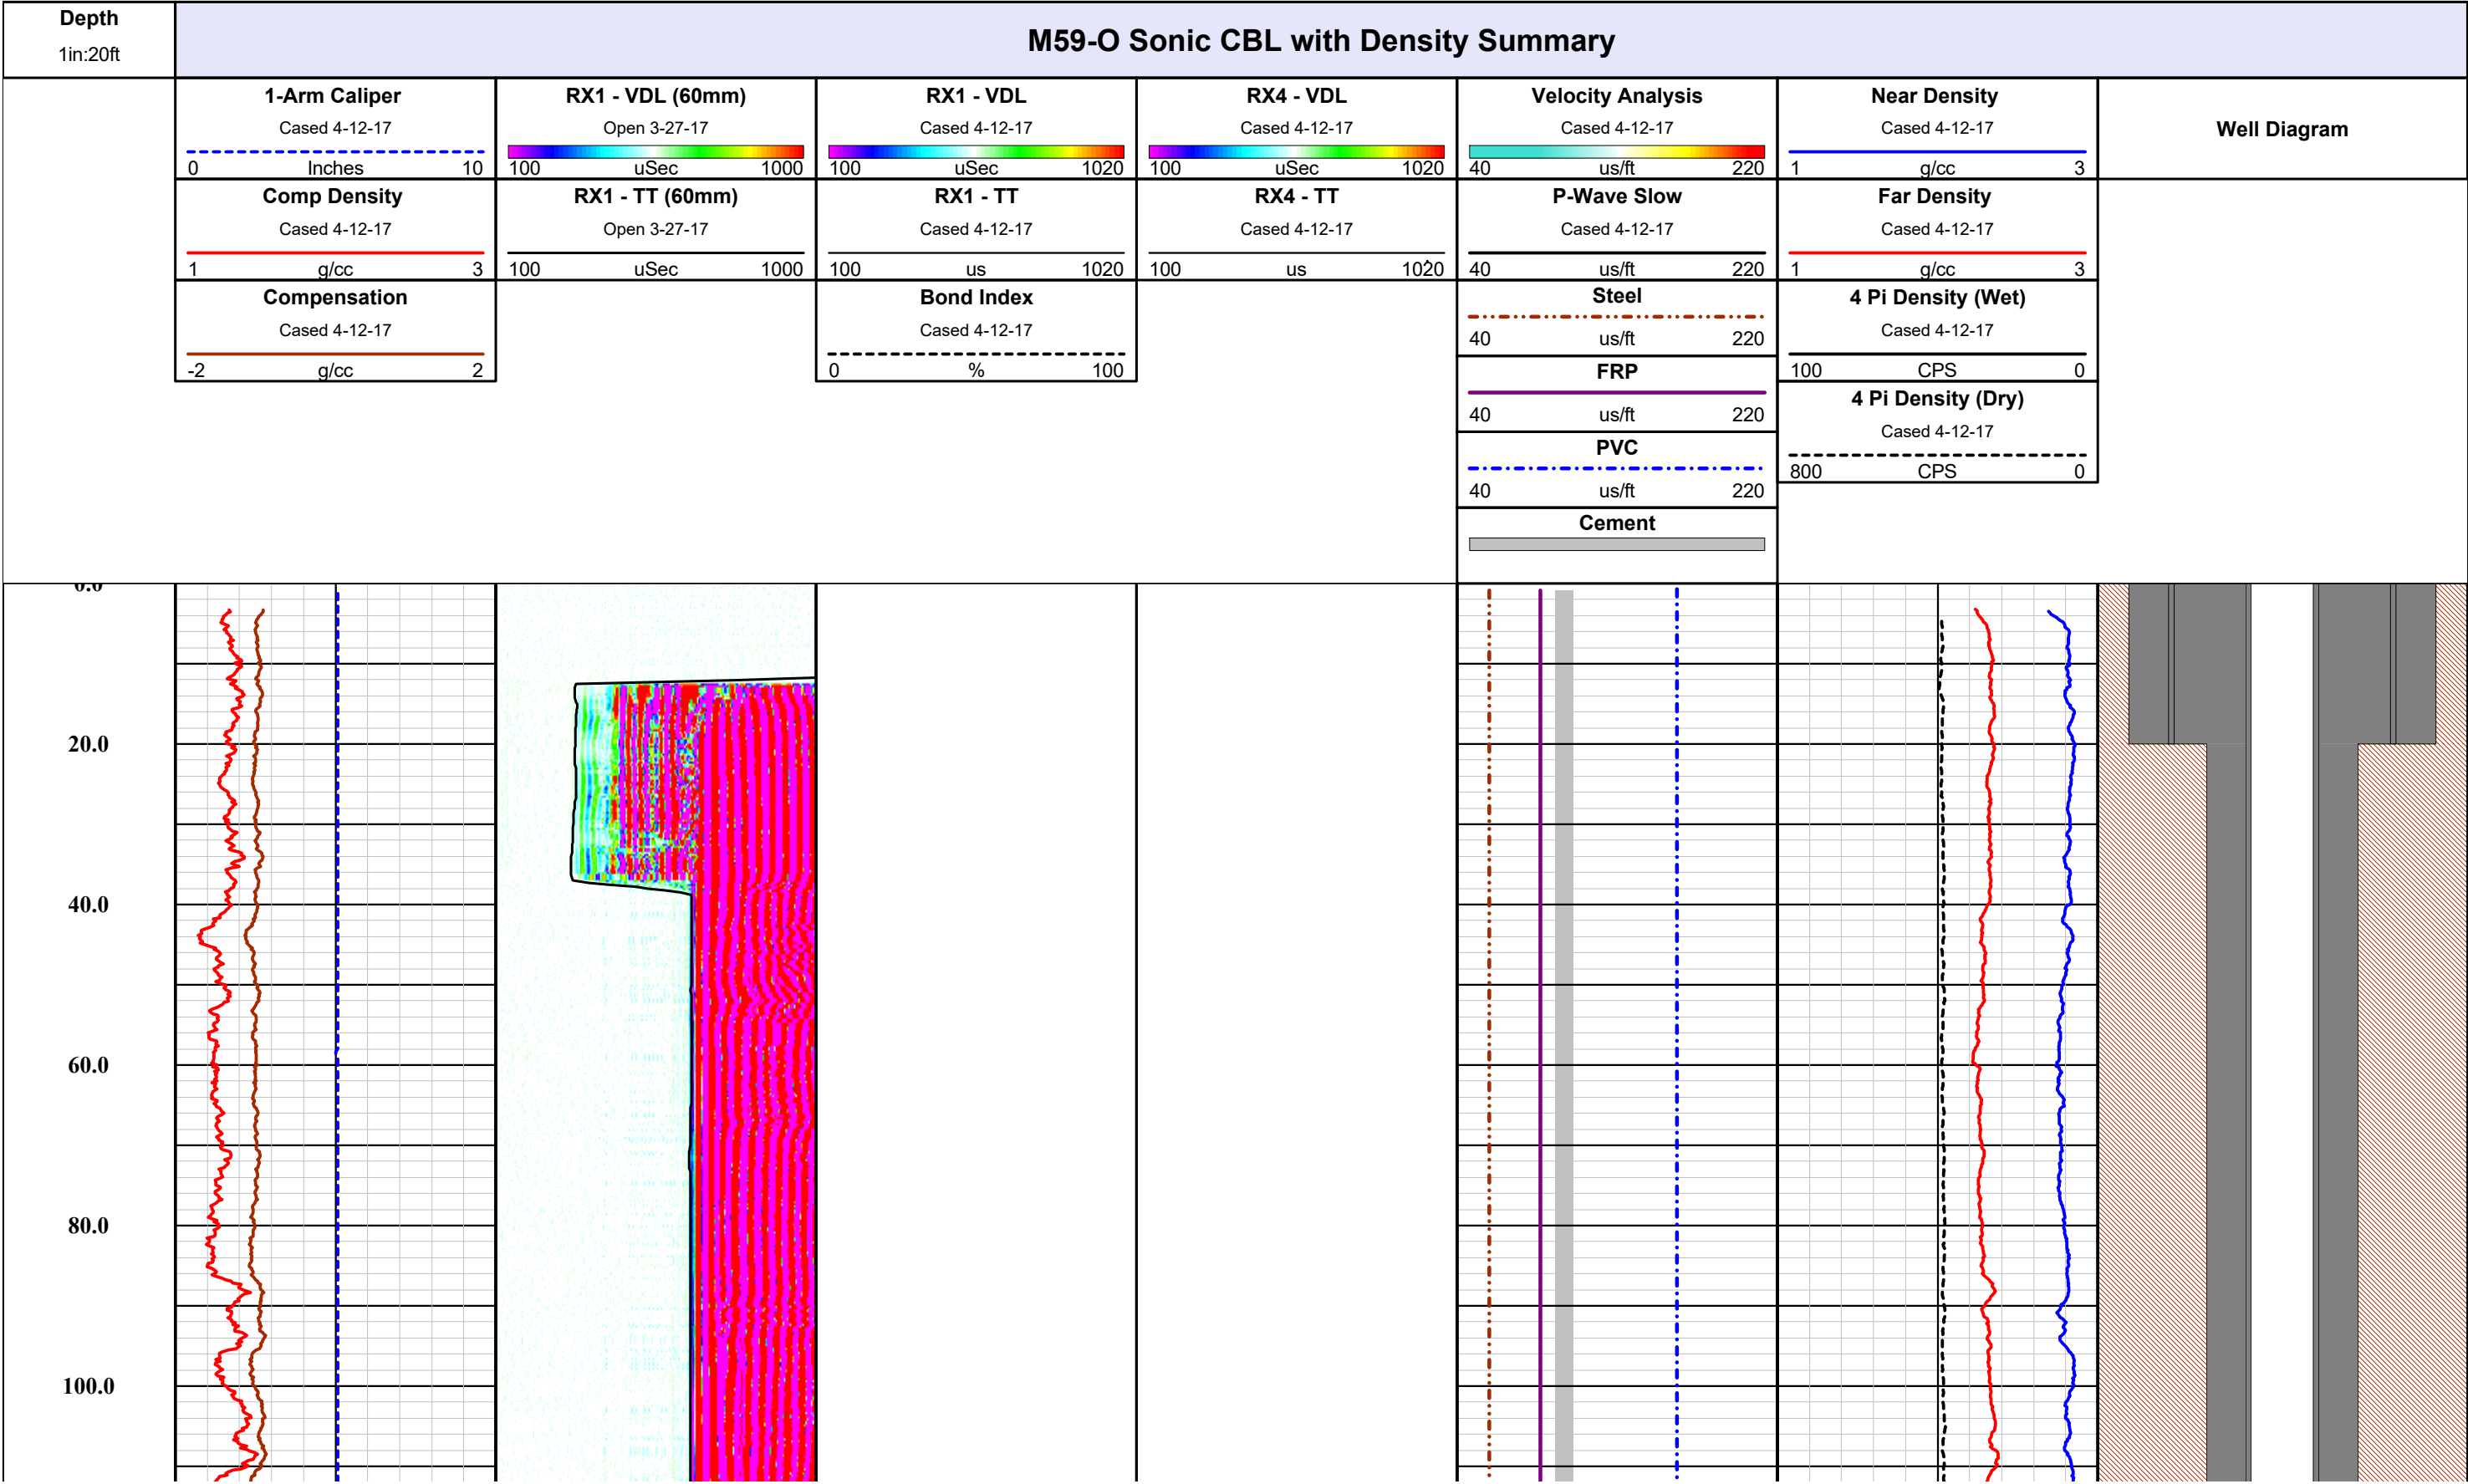 Depth
1in:20ft
M59-O Sonic CBL with Density Summary
1-Arm Caliper
Cased 4-12-17
0 Inches 10
Comp Density
Cased 4-12-17
1 g/cc 3
Compensation
Cased 4-12-17
-2 g/cc 2
RX1 - VDL (60mm)
Open 3-27-17
100 uSec 1000
RX1 - TT (60mm)
Open 3-27-17
100 uSec 1000
RX1 - VDL
Cased 4-12-17
100 uSec 1020
RX1 - TT
Cased 4-12-17
100 us 1020
Bond Index
Cased 4-12-17
0 % 100
RX4 - VDL
Cased 4-12-17
100 uSec 1020
RX4 - TT
Cased 4-12-17
100 us 1020
Velocity Analysis
Cased 4-12-17
40 us/ft 220
P-Wave Slow
Cased 4-12-17
40 us/ft 220
Steel
40 us/ft 220
FRP
40 us/ft 220
PVC
40 us/ft 220
Cement
Near Density
Cased 4-12-17
1 g/cc 3
Far Density
Cased 4-12-17
1 g/cc 3
4 Pi Density (Wet)
Cased 4-12-17
100 CPS 0
4 Pi Density (Dry)
Cased 4-12-17
800 CPS 0
Well Diagram
0.0
20.0
40.0
60.0
80.0
100.0